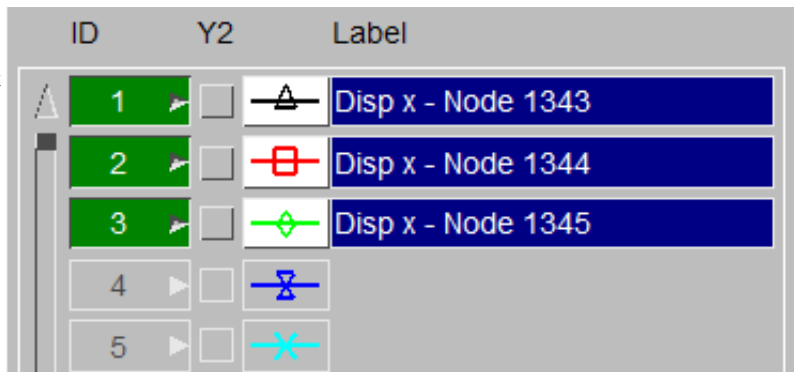 ID Y2 Label
1 Disp x - Node 1343
2 Disp x - Node 1344
3 Disp x - Node 1345
4
5